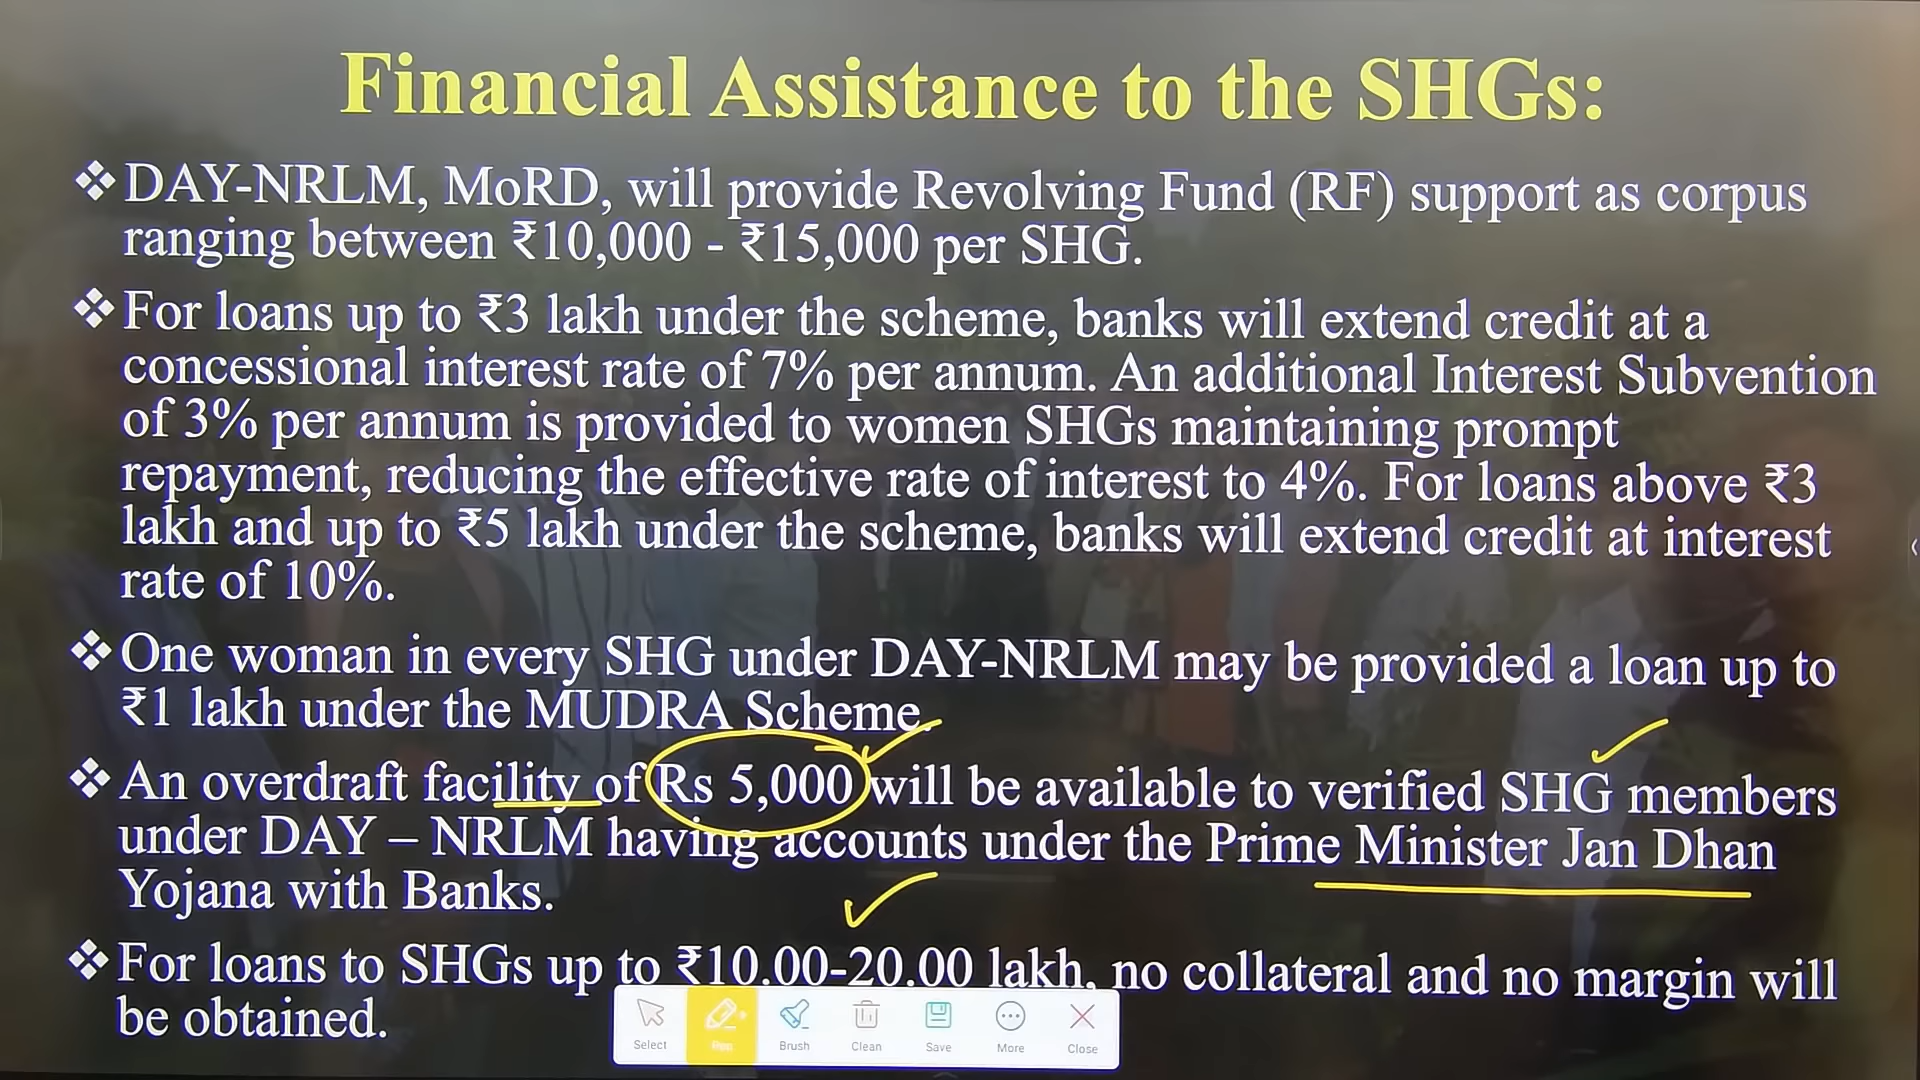 Financial Assistance to the SHGs:
❖DAY-NRLM, MoRD, will provide Revolving Fund (RF) support as corpus
ranging between ₹10,000 - ₹15,000 per SHG.
❖For loans up to ₹3 lakh under the scheme, banks will extend credit at a
concessional interest rate of 7% per annum. An additional Interest Subvention
of 3% per annum is provided to women SHGs maintaining prompt
repayment, reducing the effective rate of interest to 4%. For loans above ₹3
lakh and up to ₹5 lakh under the scheme, banks will extend credit at interest
rate of 10%.
❖One woman in every SHG under DAY-NRLM may be provided a loan up to
₹1 lakh under the MUDRA Scheme.
❖An overdraft facility of Rs 5,000 will be available to verified SHG members
under DAY – NRLM having accounts under the Prime Minister Jan Dhan
Yojana with Banks.
❖For loans to SHGs up to ₹10.00-20.00 lakh, no collateral and no margin will
be obtained.
Select Pen Brush Clean Save More Close